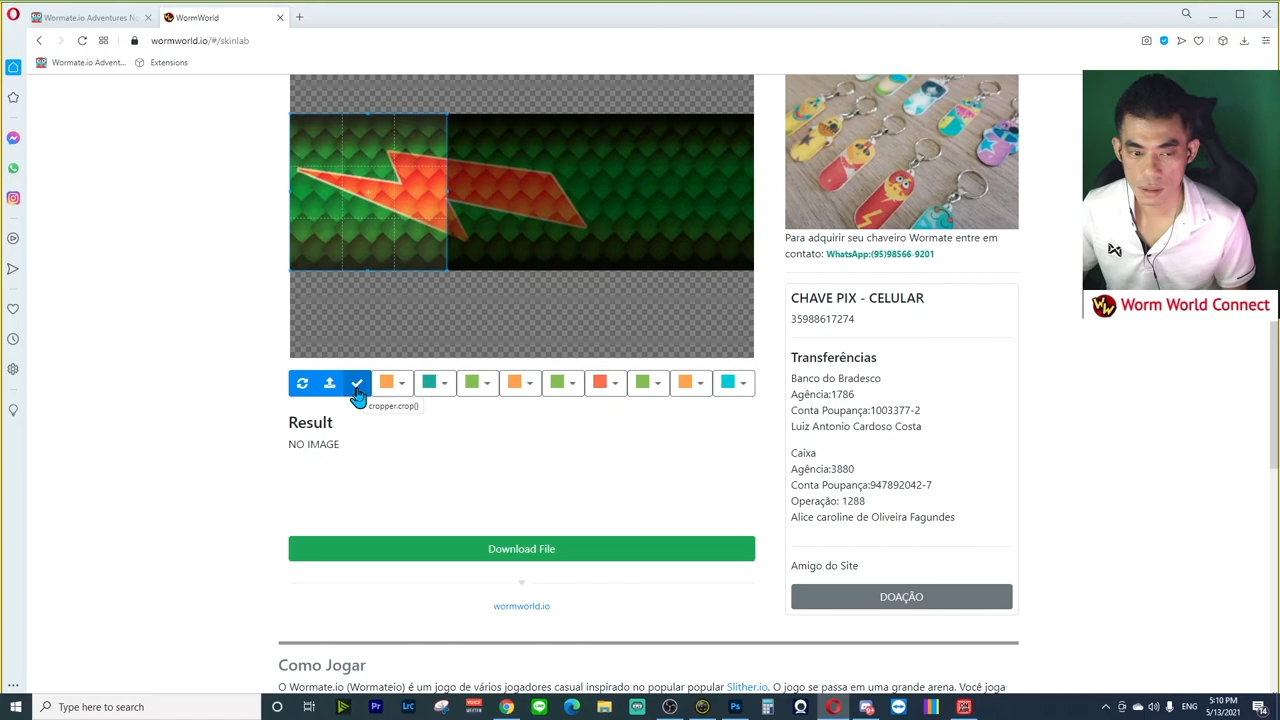 Wormate.io Adventures N
WormWorld
wormworld.io/#/skinlab
Wormate.io Advent...
Extensions
Para adquirir seu chaveiro Wormate entre em
contato: WhatsApp:(95)98566-9201
CHAVE PIX - CELULAR
35988617274
Transferências
Banco do Bradesco
Agência:1786
Conta Poupança:1003377-2
Luiz Antonio Cardoso Costa
Caixa
Agência:3880
Conta Poupança:947892042-7
Operação: 1288
Alice caroline de Oliveira Fagundes
Amigo do Site
DOAÇÃO
WW Worm World Connect
cropper.crop()
Result
NO IMAGE
Download File
wormworld.io
Como Jogar
O Wormate.io (Wormateio) é um jogo de vários jogadores casual inspirado no popular popular Slither.io. O jogo se passa em uma grande arena. Você joga
Type here to search
Pr
Lrc
Ps
ENG
5:10 PM
5/13/2021
14